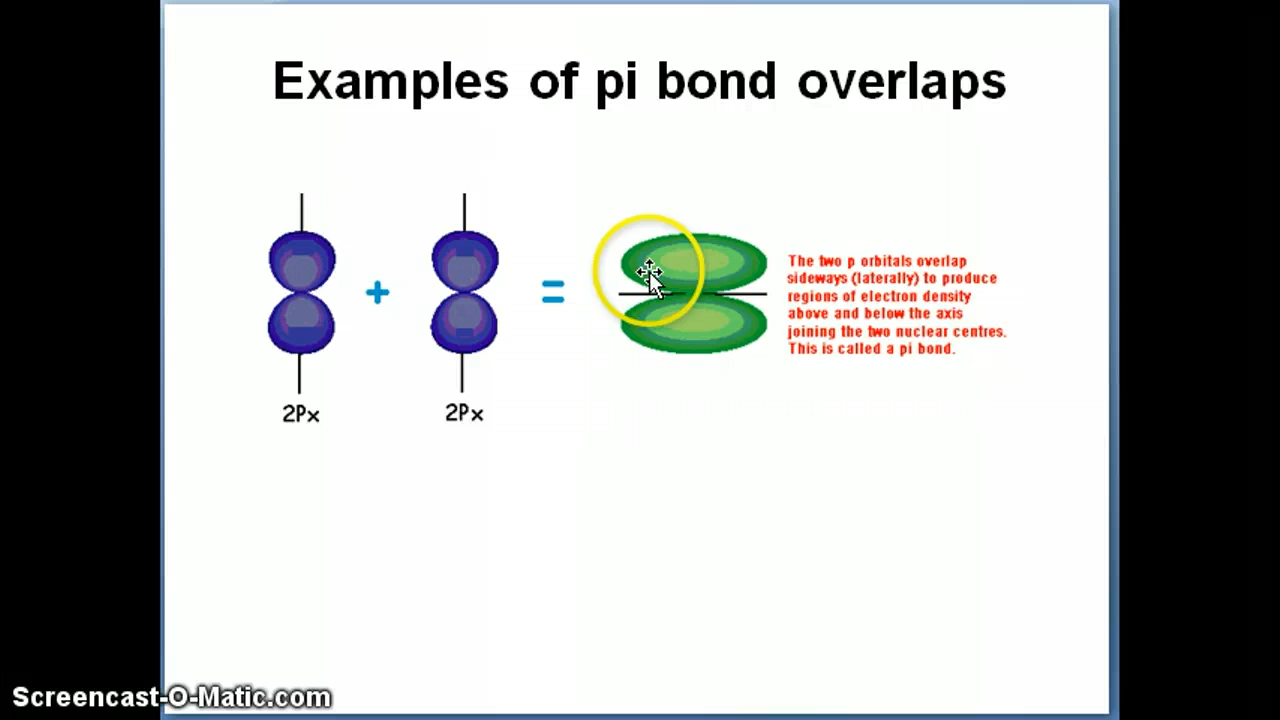 Examples of pi bond overlaps
+
=
The two p orbitals overlap
sideways (laterally) to produce
regions of electron density
above and below the axis
joining the two nuclear centres.
This is called a pi bond.
2Px
2Px
Screencast-O-Matic.com